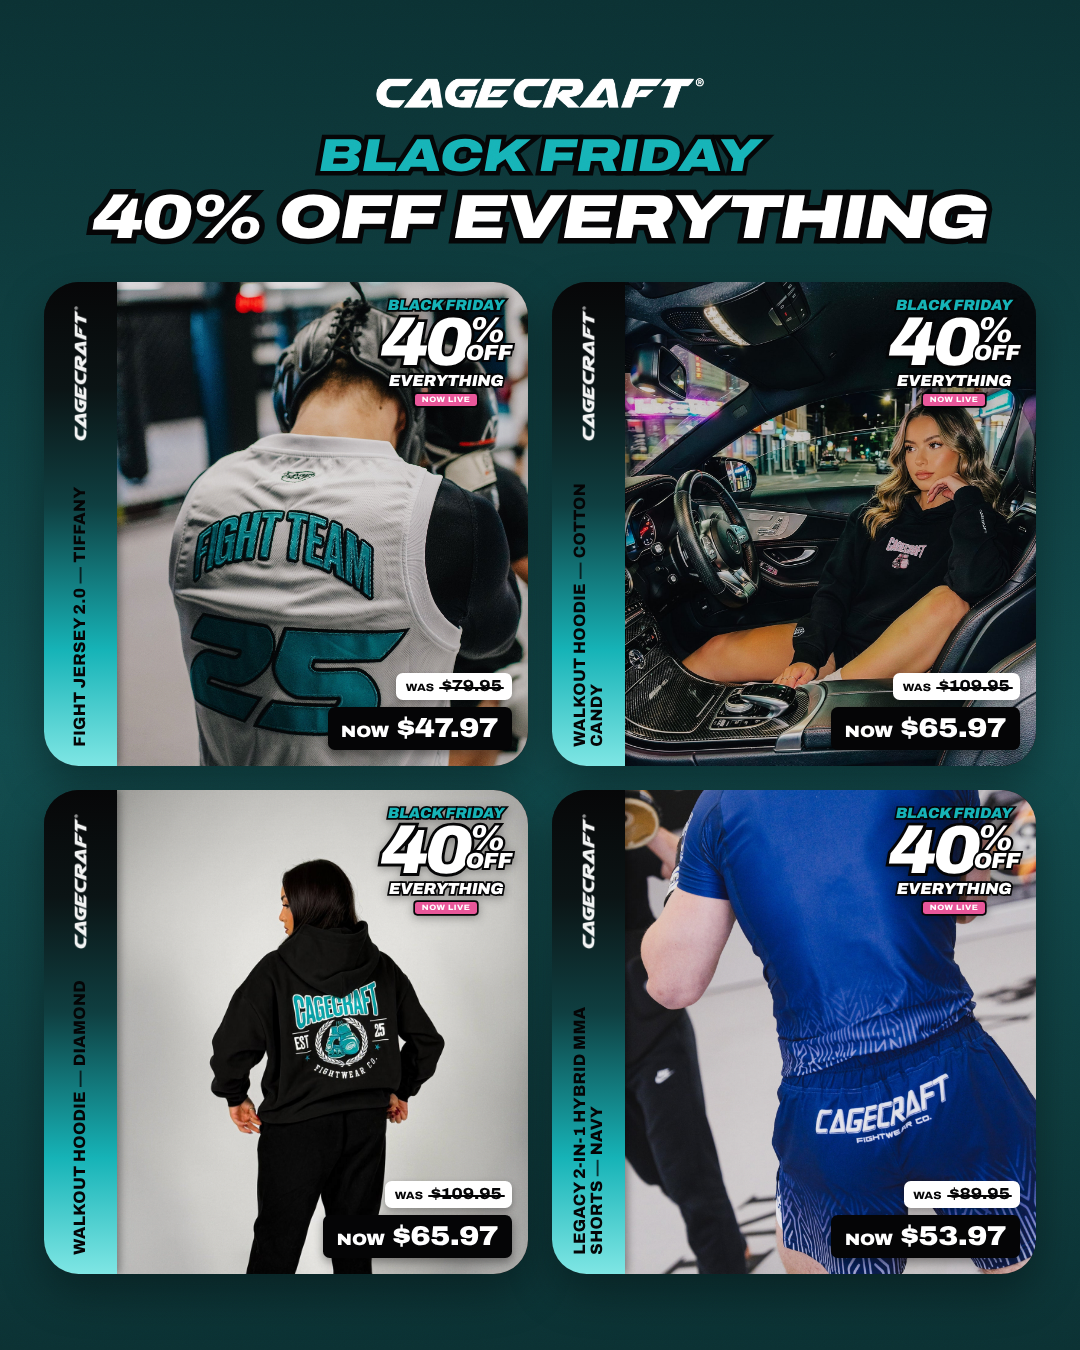 CAGECRAFT®
BLACK FRIDAY
40% OFF EVERYTHING
CAGECRAFT
FIGHT JERSEY 2.0 — TIFFANY
BLACK FRIDAY
40% OFF
EVERYTHING
NOW LIVE
FIGHT TEAM
25
WAS $79.95
NOW $47.97
CAGECRAFT
WALKOUT HOODIE — COTTON
CANDY
BLACK FRIDAY
40% OFF
EVERYTHING
NOW LIVE
CAGECRAFT
WAS $109.95
NOW $65.97
CAGECRAFT
WALKOUT HOODIE — DIAMOND
BLACK FRIDAY
40% OFF
EVERYTHING
NOW LIVE
CAGECRAFT
EST 25
FIGHTWEAR CO.
WAS $109.95
NOW $65.97
CAGECRAFT
LEGACY 2-IN-1 HYBRID MMA
SHORTS — NAVY
BLACK FRIDAY
40% OFF
EVERYTHING
NOW LIVE
CAGECRAFT
FIGHTWEAR CO.
WAS $89.95
NOW $53.97